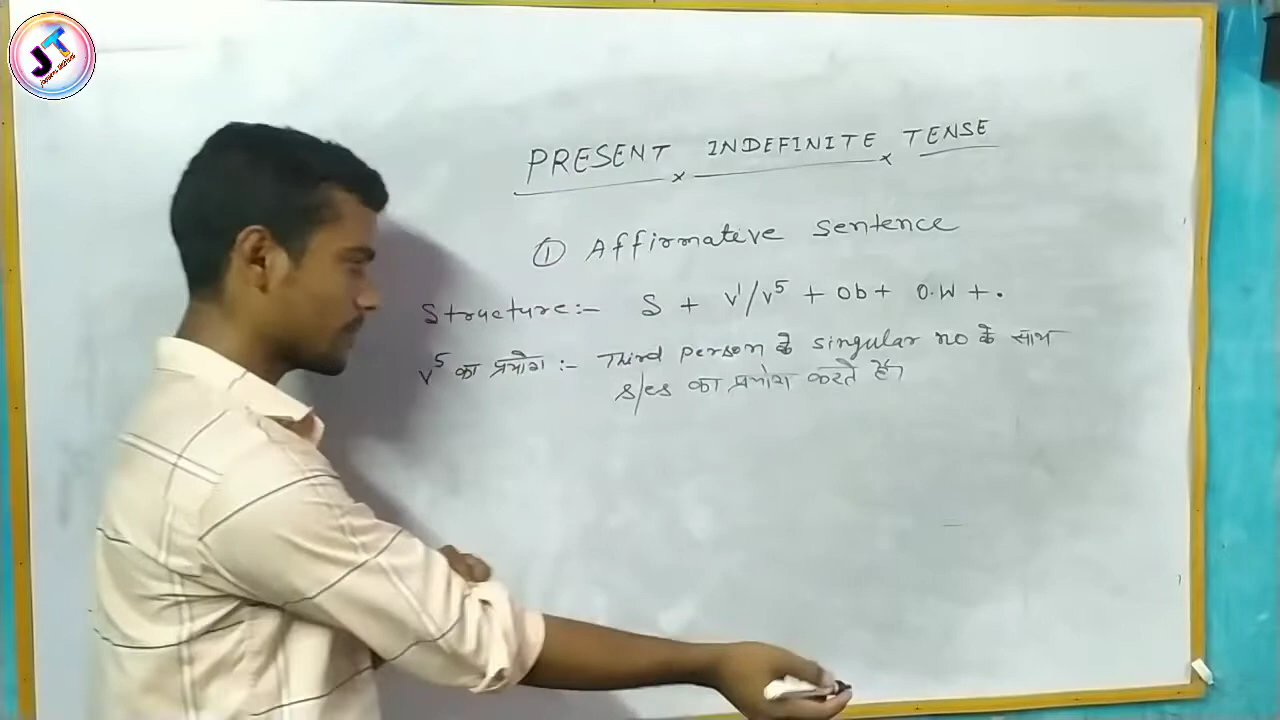 JT
PRESENT INDEFINITE TENSE
① Affirmative sentence
Structure:- S + V¹/V⁵ + Ob + O.W + .
V⁵ का प्रयोग :- Third person के singular no के साथ
s/es का प्रयोग करते हैं।